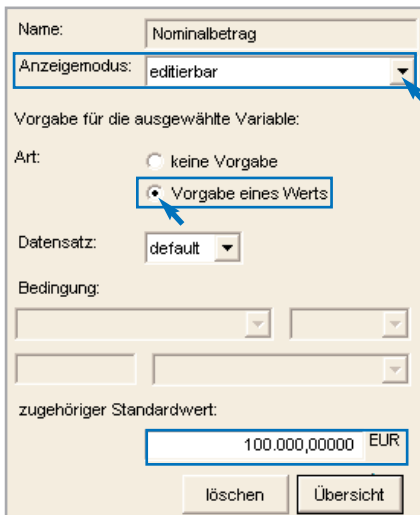 Name: Nominalbetrag
Anzeigemodus: editierbar
Vorgabe für die ausgewählte Variable:
Art: keine Vorgabe
Vorgabe eines Werts
Datensatz: default
Bedingung:
zugehöriger Standardwert:
100.000,00000 EUR
löschen Übersicht